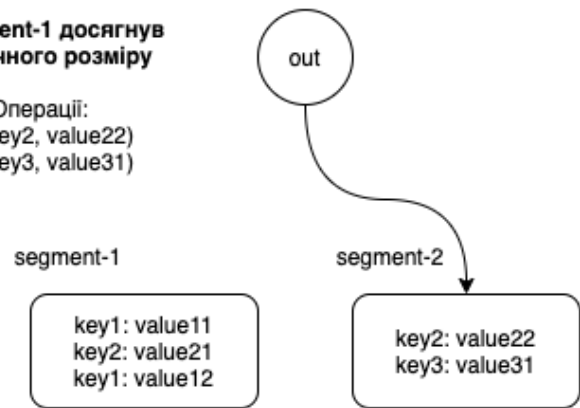 ent-1 досягнув
чного розміру
out
Операції:
ey2, value22)
ey3, value31)
segment-1
segment-2
key1: value11
key2: value21
key1: value12
key2: value22
key3: value31